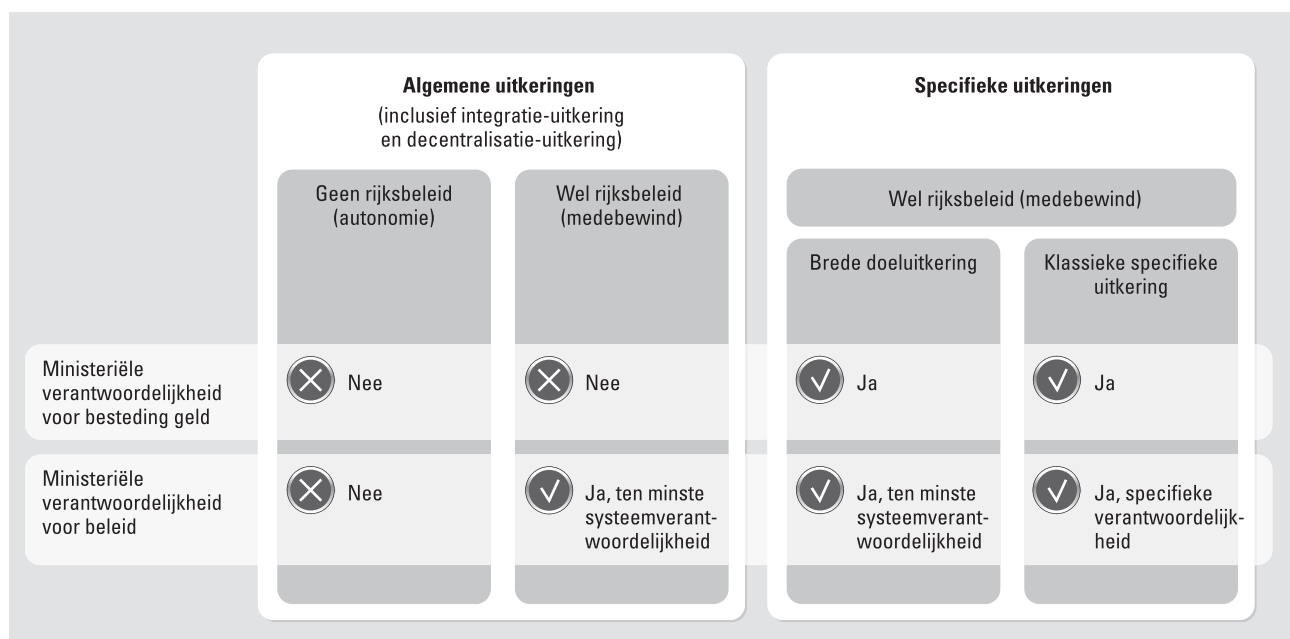 Algemene uitkeringen
(inclusief integratie-uitkering
en decentralisatie-uitkering)
Specifieke uitkeringen
Geen rijksbeleid
(autonomie)
Wel rijksbeleid
(medebewind)
Wel rijksbeleid (medebewind)
Brede doeluitkering
Klassieke specifieke
uitkering
Ministeriële
verantwoordelijkheid
voor besteding geld
Nee
Nee
Ja
Ja
Ministeriële
verantwoordelijkheid
voor beleid
Nee
Ja, ten minste
systeemverant-
woordelijkheid
Ja, ten minste
systeemverant-
woordelijkheid
Ja, specifieke
verantwoordelijk-
heid